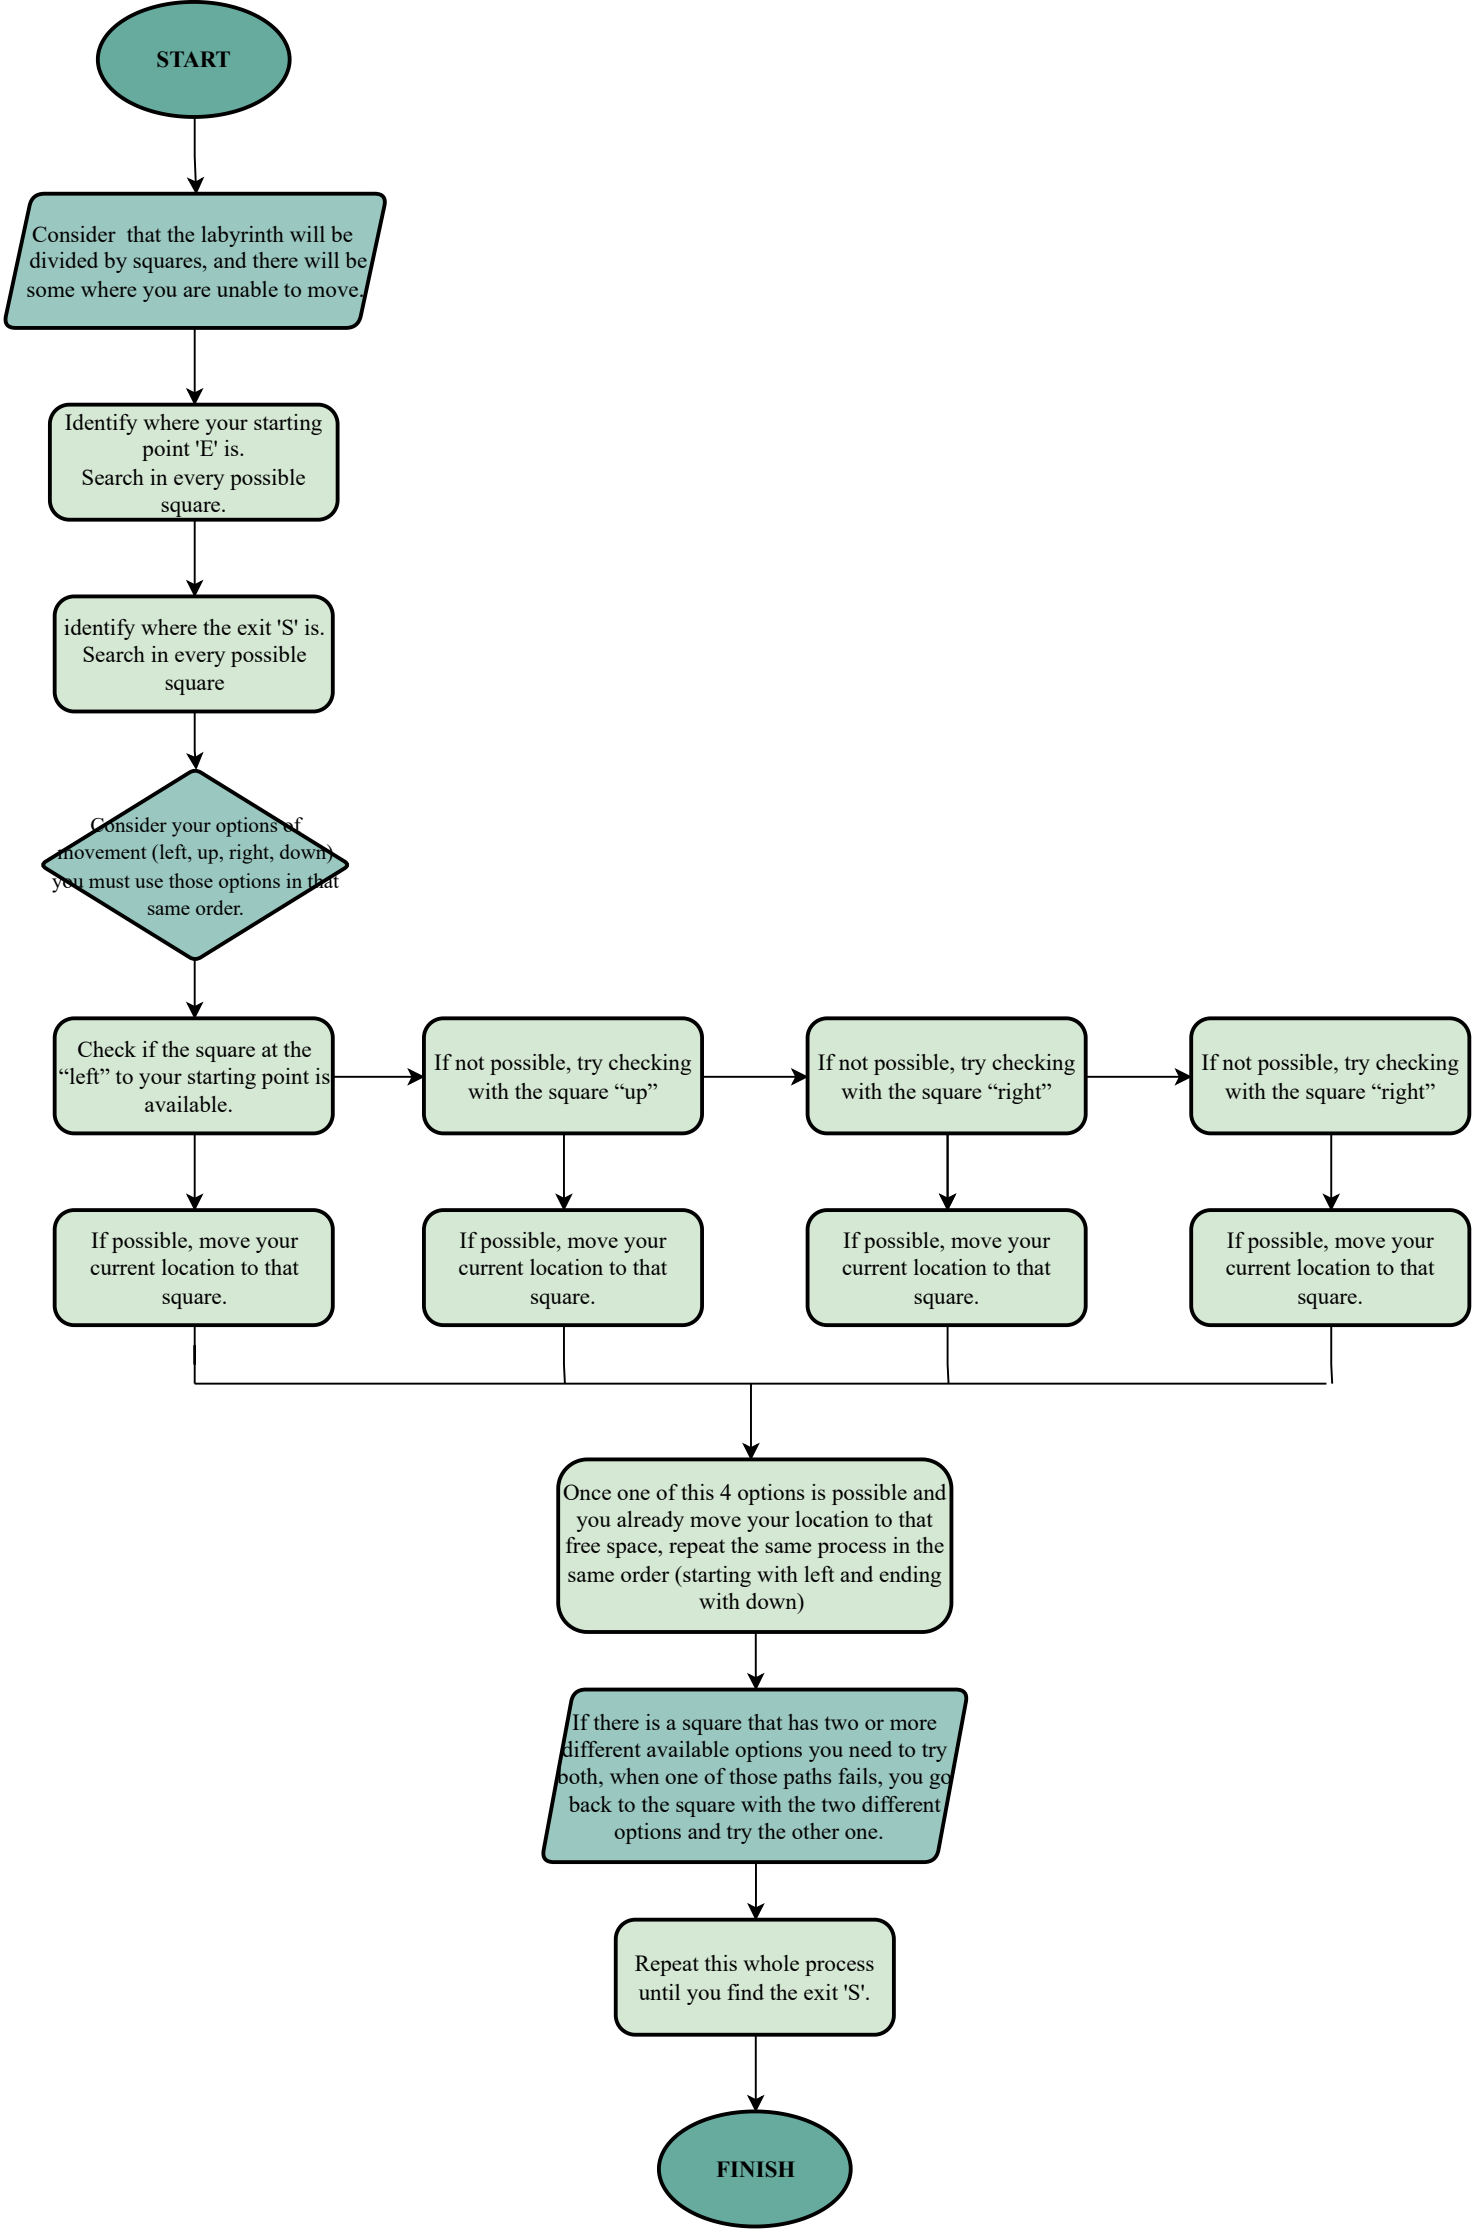 START
Consider  that the labyrinth will be
divided by squares, and there will be
some where you are unable to move.
Identify where your starting
point 'E' is.
Search in every possible
square.
identify where the exit 'S' is.
Search in every possible
square
Consider your options of
movement (left, up, right, down)
you must use those options in that
same order.
Check if the square at the
“left” to your starting point is
available.
If not possible, try checking
with the square “up”
If not possible, try checking
with the square “right”
If not possible, try checking
with the square “right”
If possible, move your
current location to that
square.
If possible, move your
current location to that
square.
If possible, move your
current location to that
square.
If possible, move your
current location to that
square.
Once one of this 4 options is possible and
you already move your location to that
free space, repeat the same process in the
same order (starting with left and ending
with down)
If there is a square that has two or more
different available options you need to try
both, when one of those paths fails, you go
back to the square with the two different
options and try the other one.
Repeat this whole process
until you find the exit 'S'.
FINISH